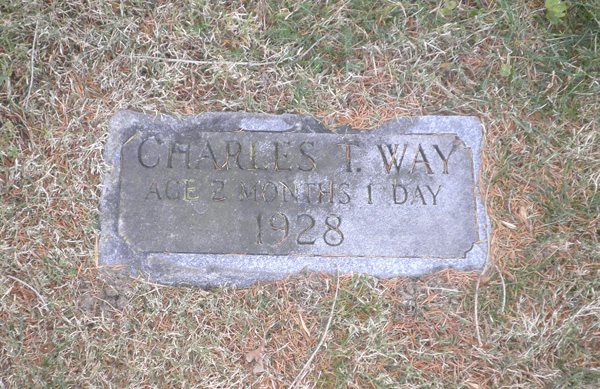 CHARLES T. WAY
AGE 2 MONTHS 1 DAY
1928